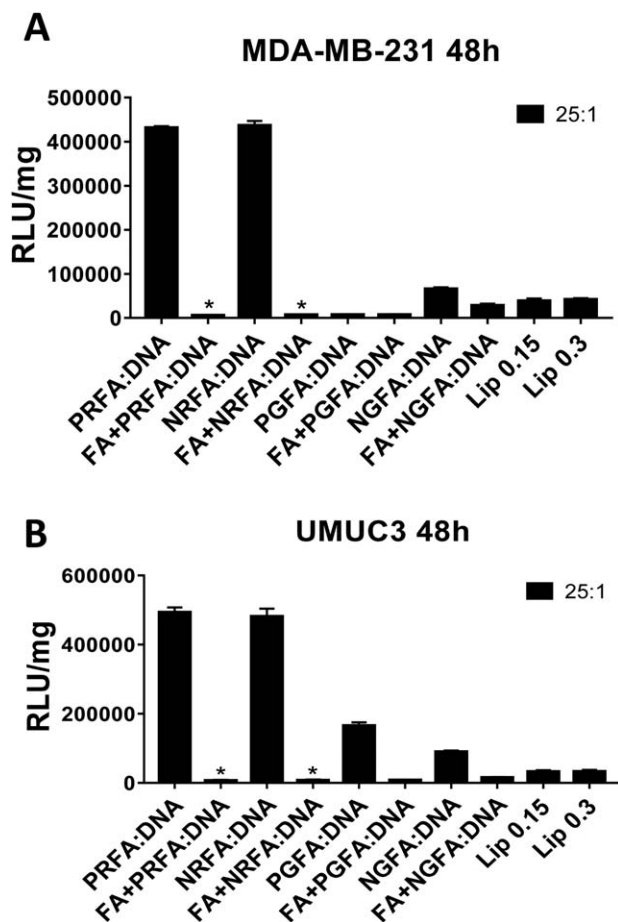 A
MDA-MB-231 48h
RLU/mg
500000
400000
300000
200000
100000
0
25:1
*
*
PRFA:DNA
FA+PRFA:DNA
NRFA:DNA
FA+NRFA:DNA
PGFA:DNA
FA+PGFA:DNA
NGFA:DNA
FA+NGFA:DNA
Lip 0.15
Lip 0.3
B
UMUC3 48h
RLU/mg
600000
400000
200000
0
25:1
*
*
PRFA:DNA
FA+PRFA:DNA
NRFA:DNA
FA+NRFA:DNA
PGFA:DNA
FA+PGFA:DNA
NGFA:DNA
FA+NGFA:DNA
Lip 0.15
Lip 0.3